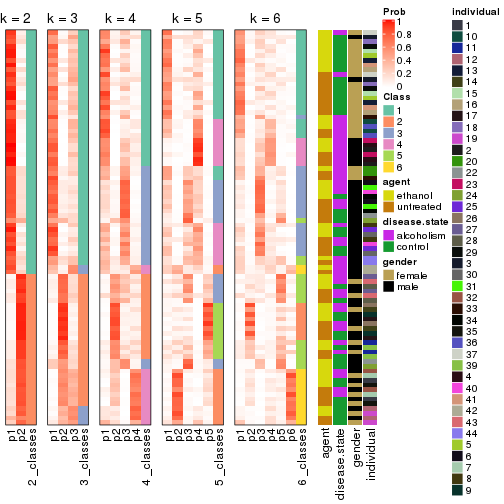 k = 2
k = 3
k = 4
k = 5
k = 6
p1
p2
2_classes
p1
p2
p3
3_classes
p1
p2
p3
p4
4_classes
p1
p2
p3
p4
p5
5_classes
p1
p2
p3
p4
p5
p6
6_classes
agent
disease.state
gender
individual
Prob
1
0.8
0.6
0.4
0.2
0
Class
1
2
3
4
5
6
agent
ethanol
untreated
disease.state
alcoholism
control
gender
female
male
individual
1
10
11
12
13
14
15
16
17
18
19
2
20
22
23
24
25
26
27
28
29
3
30
31
32
33
34
35
36
37
39
4
40
41
42
43
44
5
6
7
8
9